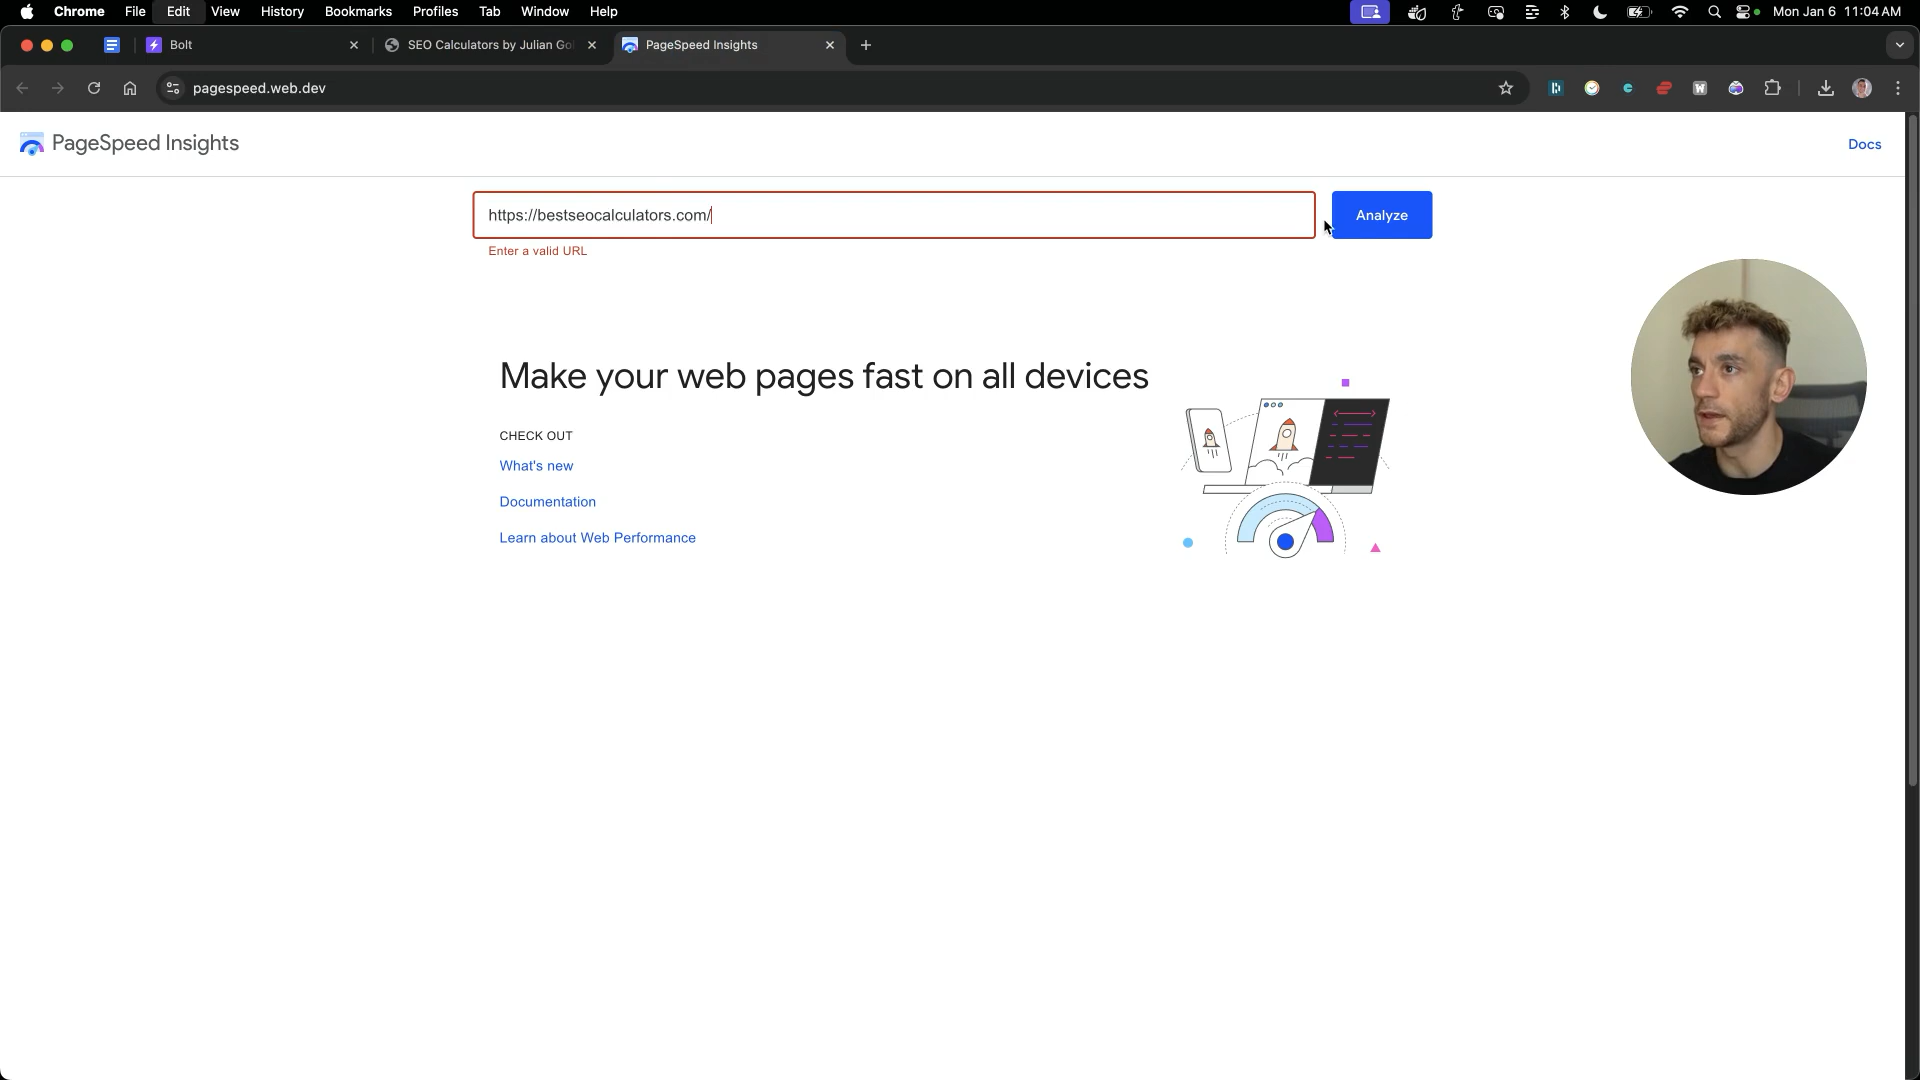 Chrome File Edit View History Bookmarks Profiles Tab Window Help Mon Jan 6 11:04 AM
Bolt SEO Calculators by Julian Go PageSpeed Insights
pagespeed.web.dev
PageSpeed Insights
Docs
https://bestseocalculators.com/
Analyze
Enter a valid URL
Make your web pages fast on all devices
CHECK OUT
What's new
Documentation
Learn about Web Performance